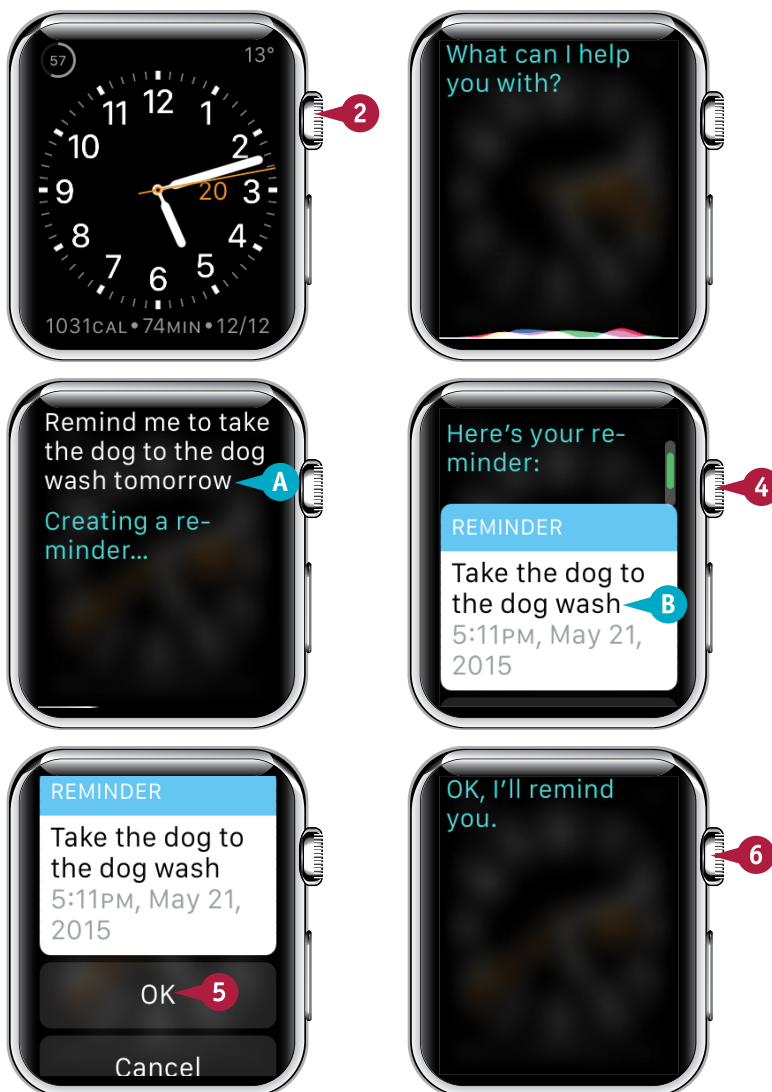 57
13°
12
11
1
10
2
9
20
3
8
4
7
5
6
1031CAL•74MIN•12/12
2
What can I help
you with?
Remind me to take
the dog to the dog
wash tomorrow
A
Creating a re-
minder...
Here’s your re-
minder:
4
REMINDER
Take the dog to
the dog wash
B
5:11PM, May 21,
2015
REMINDER
Take the dog to
the dog wash
5:11PM, May 21,
2015
OK
5
Cancel
OK, I’ll remind
you.
6